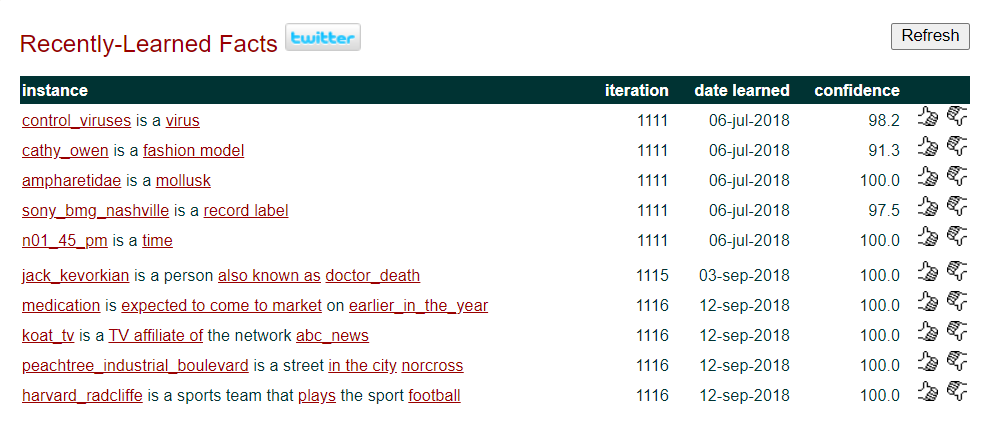 Recently-Learned Facts twitter Refresh
instance iteration date learned confidence
control_viruses is a virus 1111 06-jul-2018 98.2
cathy_owen is a fashion model 1111 06-jul-2018 91.3
ampharetidae is a mollusk 1111 06-jul-2018 100.0
sony_bmg_nashville is a record label 1111 06-jul-2018 97.5
n01_45_pm is a time 1111 06-jul-2018 100.0
jack_kevorkian is a person also known as doctor_death 1115 03-sep-2018 100.0
medication is expected to come to market on earlier_in_the_year 1116 12-sep-2018 100.0
koat_tv is a TV affiliate of the network abc_news 1116 12-sep-2018 100.0
peachtree_industrial_boulevard is a street in the city norcross 1116 12-sep-2018 100.0
harvard_radcliffe is a sports team that plays the sport football 1116 12-sep-2018 100.0